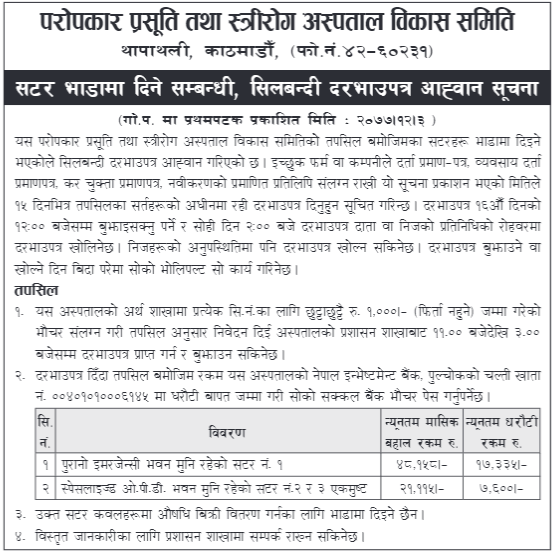 परोपकार प्रसूति तथा स्त्रीरोग अस्पताल विकास समिति
थापाथली, काठमाडौँ, (फो.नं.४२-६०२३१)
सटर भाडामा दिने सम्बन्धी, सिलबन्दी दरभाउपत्र आह्वान सूचना
(गो.प. मा प्रथमपटक प्रकाशित मिति : २०७७।१२।३ )
यस परोपकार प्रसूति तथा स्त्रीरोग अस्पताल विकास समितिको तपसिल बमोजिमका सटरहरू भाडामा दिइने
भएकोले सिलबन्दी दरभाउपत्र आह्वान गरिएको छ। इच्छुक फर्म वा कम्पनीले दर्ता प्रमाण-पत्र, व्यवसाय दर्ता
प्रमाणपत्र, कर चुक्ता प्रमाणपत्र, नवीकरणको प्रमाणित प्रतिलिपि संलग्न राखी यो सूचना प्रकाशन भएको मितिले
१५ दिनभित्र तपसिलका सर्तहरूको अधीनमा रही दरभाउपत्र दिनुहुन सूचित गरिन्छ। दरभाउपत्र १६औँ दिनको
१२:०० बजेसम्म बुझाइसक्नु पर्ने र सोही दिन २:०० बजे दरभाउपत्र दाता वा निजको प्रतिनिधिको रोहवरमा
दरभाउपत्र खोलिनेछ। निजहरूको अनुपस्थितिमा पनि दरभाउपत्र खोल्न सकिनेछ। दरभाउपत्र बुझाउने वा
खोल्ने दिन बिदा परेमा सोको भोलिपल्ट सो कार्य गरिनेछ।
तपसिल
१. यस अस्पतालको अर्थ शाखामा प्रत्येक सि.नं.का लागि छुट्टाछुट्टै रु. १,०००।- (फिर्ता नहुने) जम्मा गरेको
भौचर संलग्न गरी तपसिल अनुसार निवेदन दिई अस्पतालको प्रशासन शाखाबाट ११.०० बजेदेखि ३.००
बजेसम्म दरभाउपत्र प्राप्त गर्न र बुझाउन सकिनेछ।
२. दरभाउपत्र दिँदा तपसिल बमोजिम रकम यस अस्पतालको नेपाल इन्भेष्टमेन्ट बैंक, पुल्चोकको चल्ती खाता
नं. ००४०१०१०००६१४५ मा धरौटी बापत जम्मा गरी सोको सक्कल बैंक भौचर पेस गर्नुपर्नेछ।
सि. नं. विवरण न्यूनतम मासिक बहाल रकम रु. न्यूनतम धरौटी रकम रु.
१ पुरानो इमरजेन्सी भवन मुनि रहेको सटर नं. १ ४८,१५८।- १७,३३५।-
२ स्पेसलाइज्ड ओ.पी.डी. भवन मुनि रहेको सटर नं.२ र ३ एकमुष्ट २१,११५।- ७,६००।-
३. उक्त सटर कवलहरूमा औषधि बिक्री वितरण गर्नका लागि भाडामा दिइने छैन।
४. विस्तृत जानकारीका लागि प्रशासन शाखामा सम्पर्क राख्न सकिनेछ।